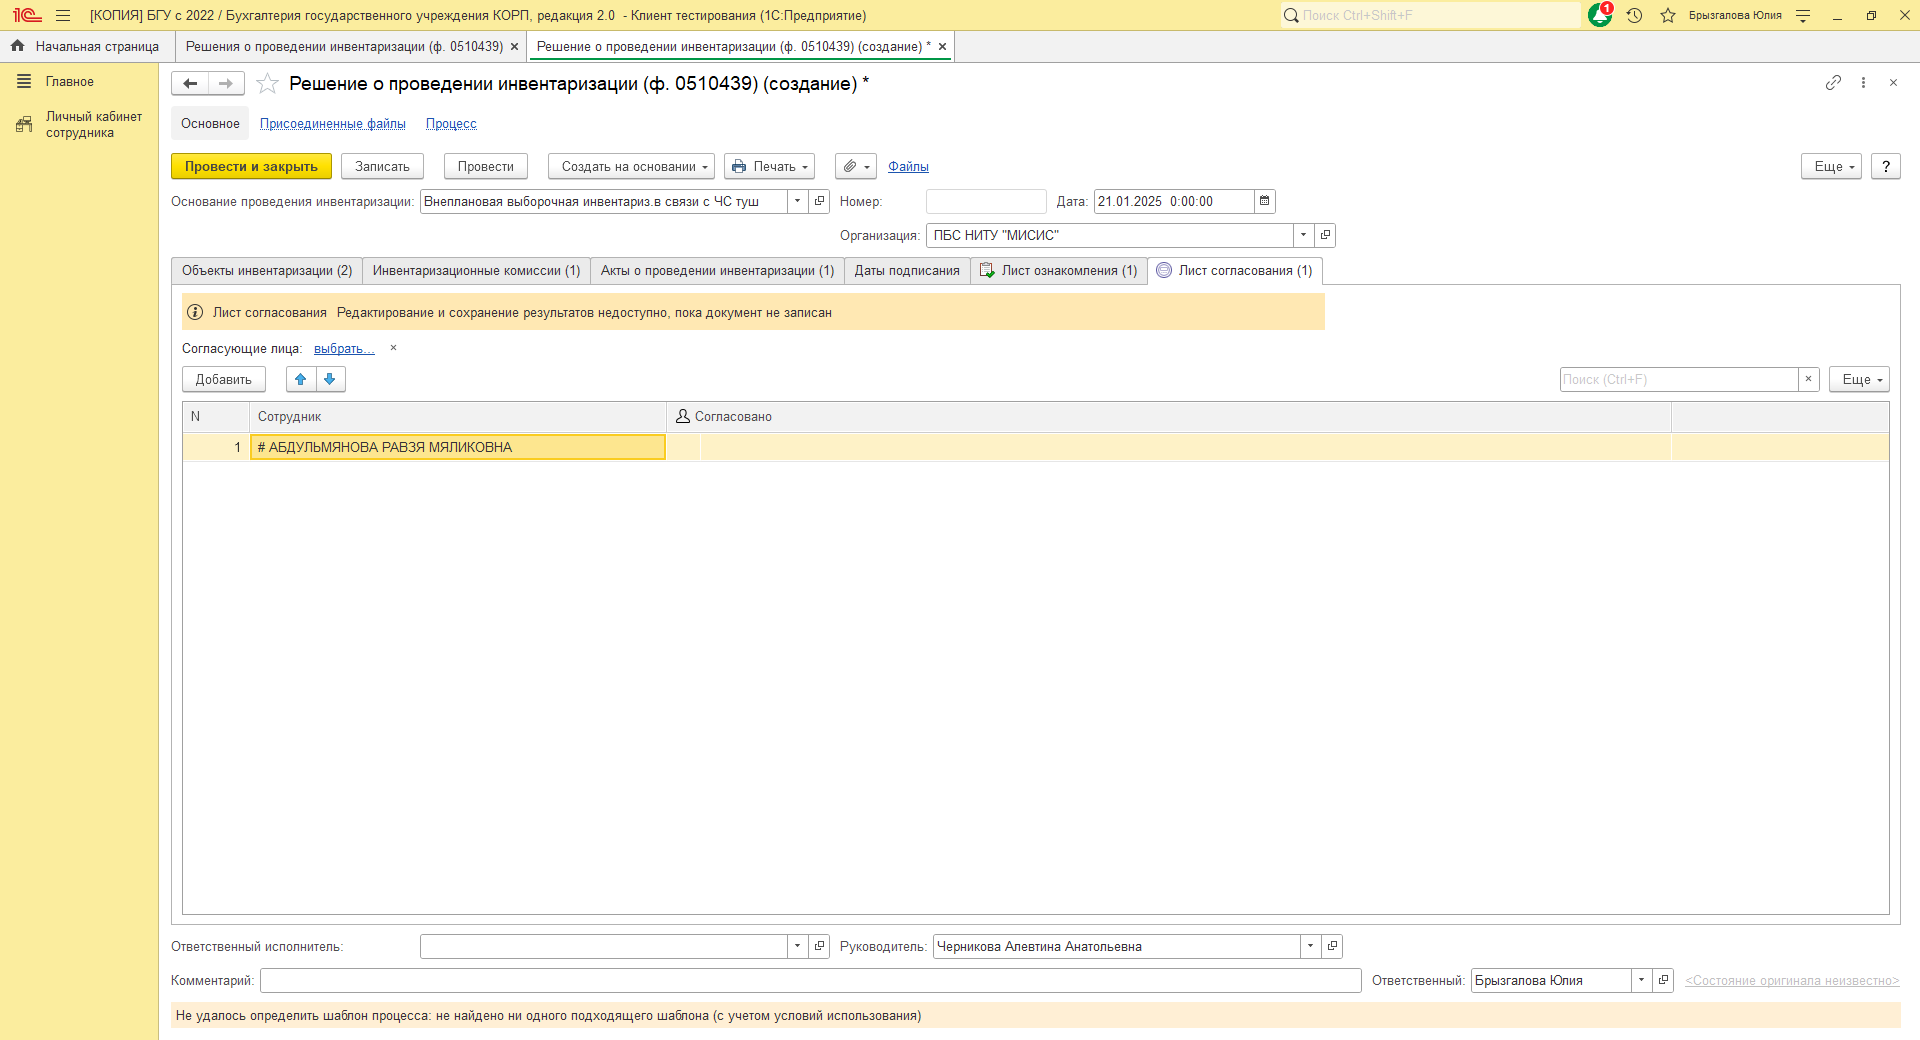 1С [КОПИЯ] БГУ с 2022 / Бухгалтерия государственного учреждения КОРП, редакция 2.0 - Клиент тестирования (1С:Предприятие) Поиск Ctrl+Shift+F 1 Брызгалова Юлия
Начальная страница Решения о проведении инвентаризации (ф. 0510439) × Решение о проведении инвентаризации (ф. 0510439) (создание) * ×
Главное
Личный кабинет
сотрудника
Решение о проведении инвентаризации (ф. 0510439) (создание) *
Основное Присоединенные файлы Процесс
Провести и закрыть Записать Провести Создать на основании Печать Файлы Еще ?
Основание проведения инвентаризации: Внеплановая выборочная инвентариз.в связи с ЧС туш Номер: Дата: 21.01.2025 0:00:00
Организация: ПБС НИТУ "МИСИС"
Объекты инвентаризации (2) Инвентаризационные комиссии (1) Акты о проведении инвентаризации (1) Даты подписания Лист ознакомления (1) Лист согласования (1)
Лист согласования Редактирование и сохранение результатов недоступно, пока документ не записан
Согласующие лица: выбрать... ×
Добавить Поиск (Ctrl+F) × Еще
N Сотрудник Согласовано
1 # АБДУЛЬМЯНОВА РАВЗЯ МЯЛИКОВНА
Ответственный исполнитель: Руководитель: Черникова Алевтина Анатольевна
Комментарий: Ответственный: Брызгалова Юлия <Состояние оригинала неизвестно>
Не удалось определить шаблон процесса: не найдено ни одного подходящего шаблона (с учетом условий использования)